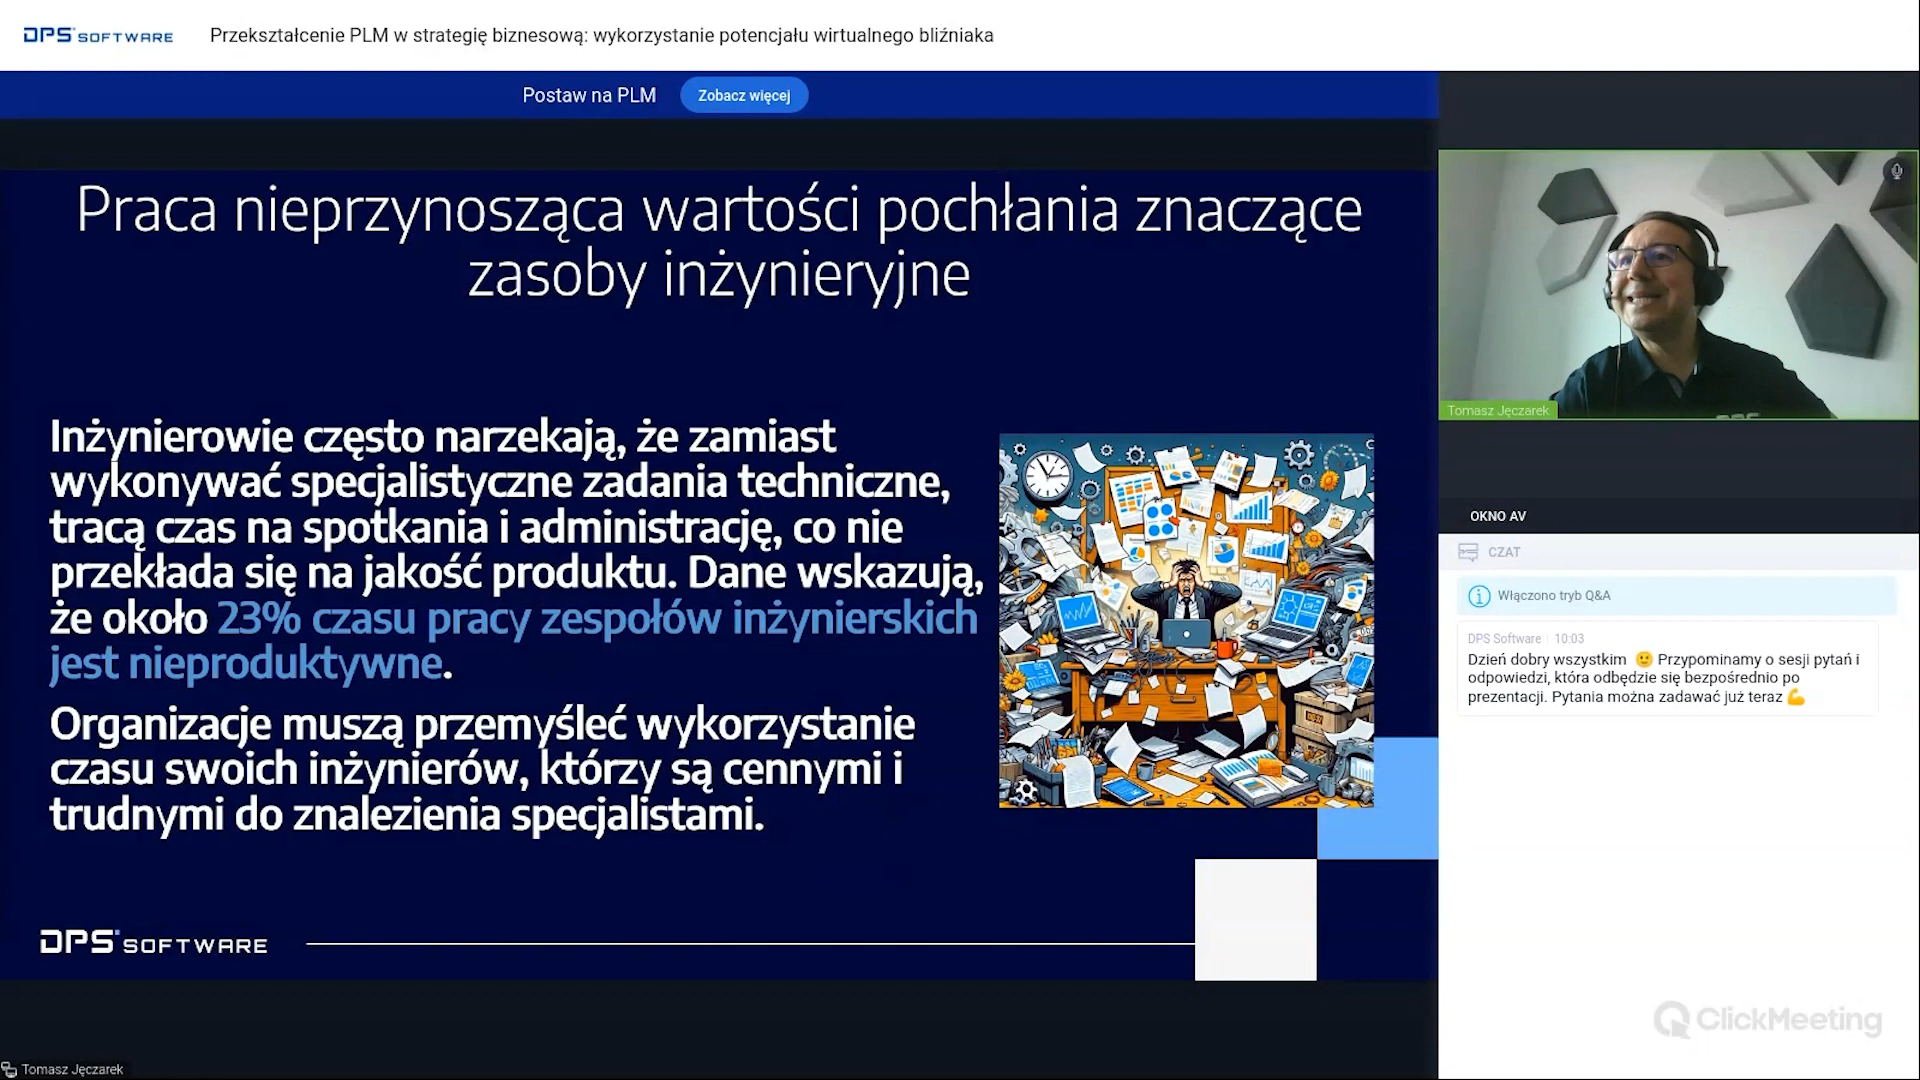 DPS SOFTWARE
Przekształcenie PLM w strategię biznesową: wykorzystanie potencjału wirtualnego bliźniaka
Postaw na PLM
Zobacz więcej
Praca nieprzynosząca wartości pochłania znaczące
zasoby inżynieryjne
Inżynierowie często narzekają, że zamiast
wykonywać specjalistyczne zadania techniczne,
tracą czas na spotkania i administrację, co nie
przekłada się na jakość produktu. Dane wskazują,
że około 23% czasu pracy zespołów inżynierskich
jest nieproduktywne.
Organizacje muszą przemyśleć wykorzystanie
czasu swoich inżynierów, którzy są cennymi i
trudnymi do znalezienia specjalistami.
DPS SOFTWARE
Tomasz Jęczarek
Tomasz Jęczarek
OKNO AV
CZAT
Włączono tryb Q&A
DPS Software 10:03
Dzień dobry wszystkim 🙂 Przypominamy o sesji pytań i
odpowiedzi, która odbędzie się bezpośrednio po
prezentacji. Pytania można zadawać już teraz 💪
ClickMeeting